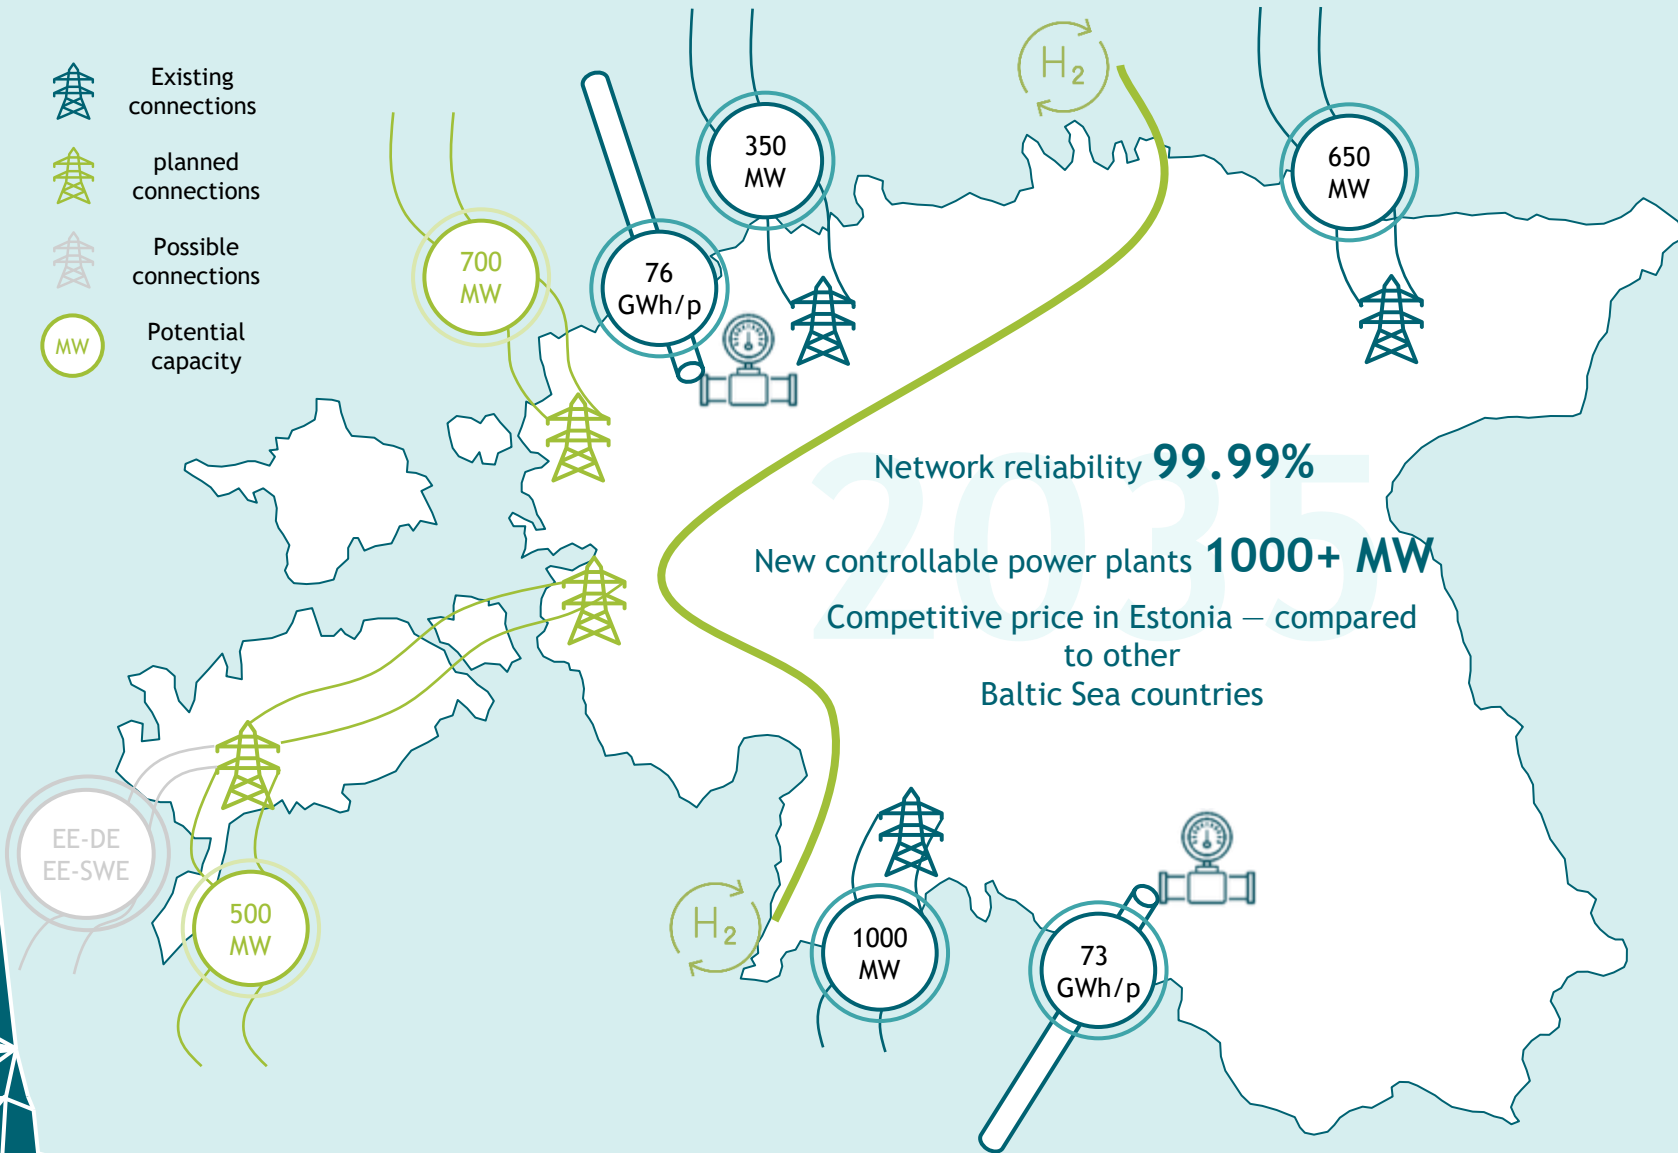 Existing
connections
planned
connections
Possible
connections
MW
Potential
capacity
350
MW
H2
650
MW
700
MW
76
GWh/p
2035
Network reliability 99.99%
New controllable power plants 1000+ MW
Competitive price in Estonia — compared
to other
Baltic Sea countries
EE-DE
EE-SWE
500
MW
H2
1000
MW
73
GWh/p